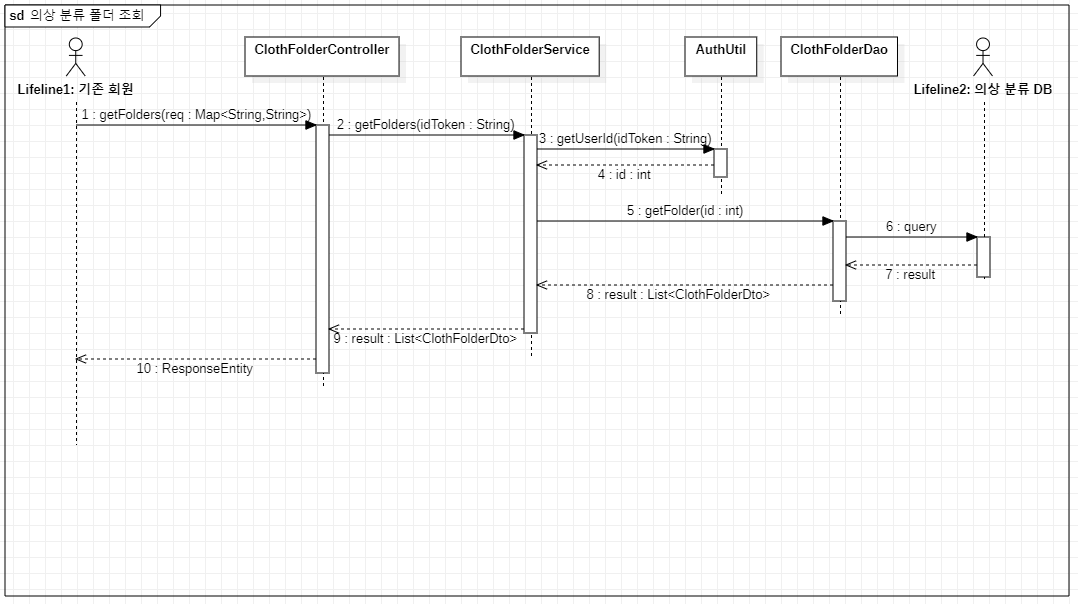 sd 의상 분류 폴더 조회
ClothFolderController
ClothFolderService
AuthUtil
ClothFolderDao
Lifeline1: 기존 회원
Lifeline2: 의상 분류 DB
1 : getFolders(req : Map<String,String>)
2 : getFolders(idToken : String)
3 : getUserId(idToken : String)
4 : id : int
5 : getFolder(id : int)
6 : query
7 : result
8 : result : List<ClothFolderDto>
9 : result : List<ClothFolderDto>
10 : ResponseEntity